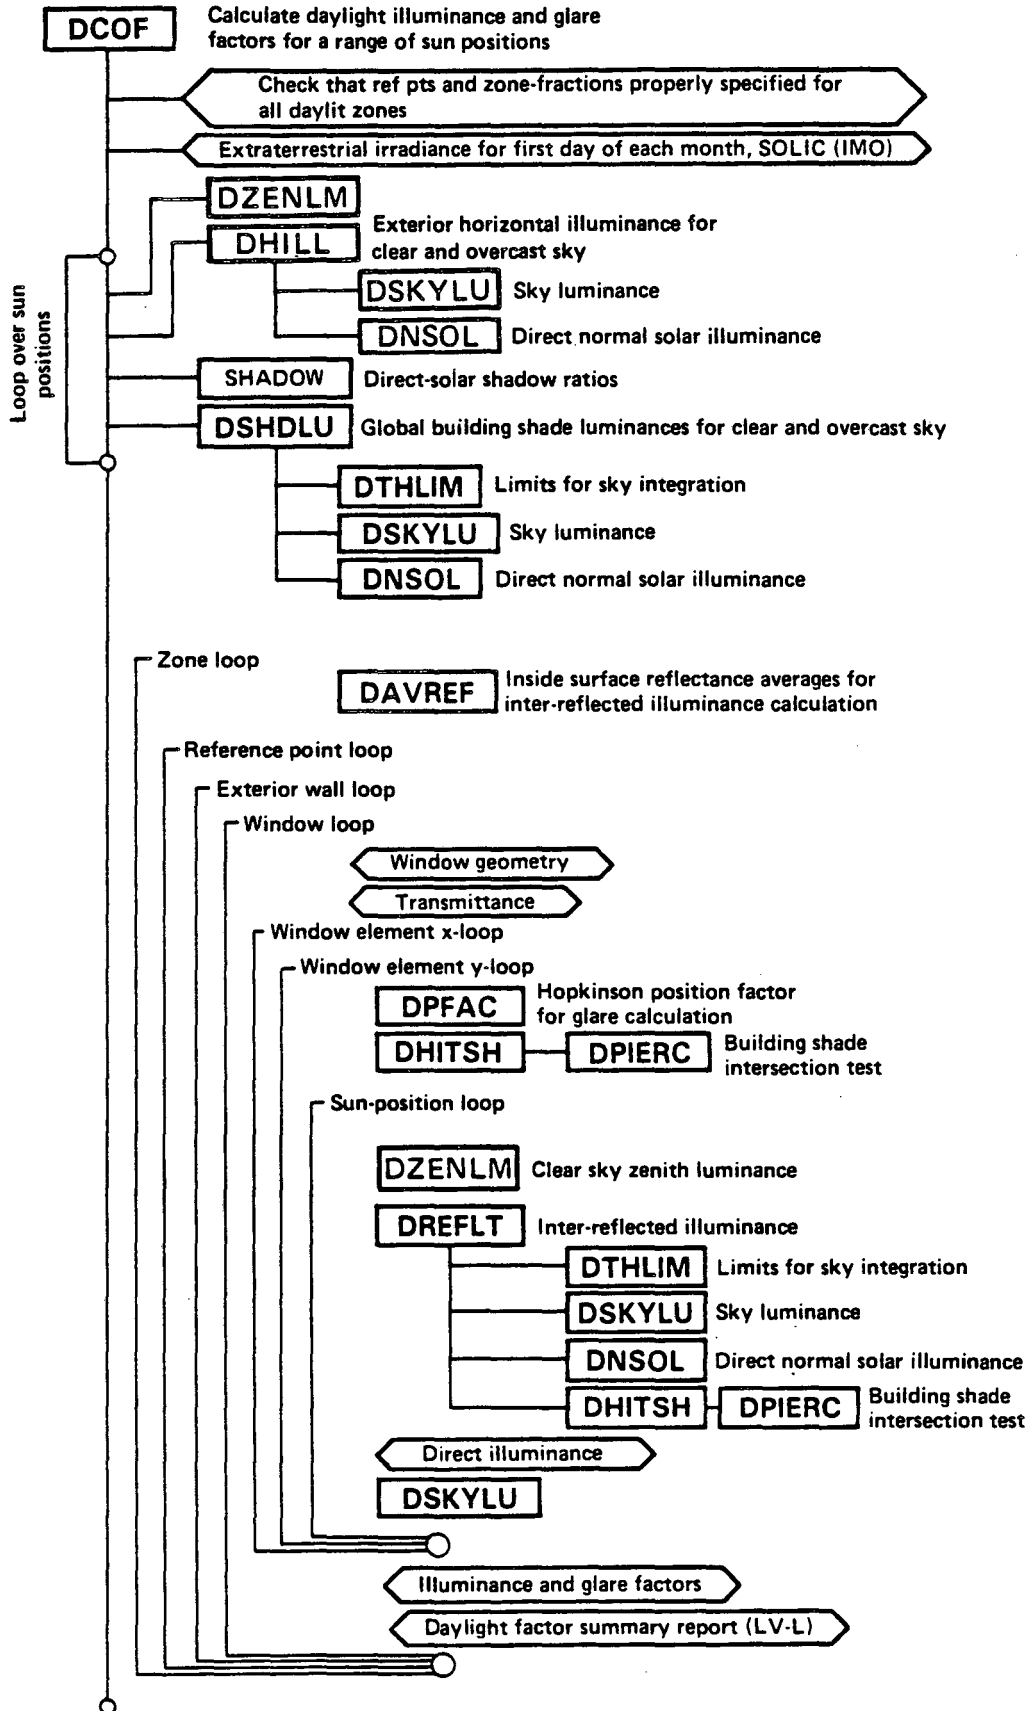 DCOF
Calculate daylight illuminance and glare
factors for a range of sun positions
Check that ref pts and zone-fractions properly specified for
all daylit zones
Extraterrestrial irradiance for first day of each month, SOLIC (IMO)
DZENLM
DHILL
Exterior horizontal illuminance for
clear and overcast sky
DSKYLU
Sky luminance
DNSOL
Direct normal solar illuminance
Loop over sun
positions
SHADOW
Direct-solar shadow ratios
DSHDLU
Global building shade luminances for clear and overcast sky
DTHLIM
Limits for sky integration
DSKYLU
Sky luminance
DNSOL
Direct normal solar illuminance
Zone loop
DAVREF
Inside surface reflectance averages for
inter-reflected illuminance calculation
Reference point loop
Exterior wall loop
Window loop
Window geometry
Transmittance
Window element x-loop
Window element y-loop
DPFAC
Hopkinson position factor
for glare calculation
DHITSH
DPIERC
Building shade
intersection test
Sun-position loop
DZENLM
Clear sky zenith luminance
DREFLT
Inter-reflected illuminance
DTHLIM
Limits for sky integration
DSKYLU
Sky luminance
DNSOL
Direct normal solar illuminance
DHITSH
DPIERC
Building shade
intersection test
Direct illuminance
DSKYLU
Illuminance and glare factors
Daylight factor summary report (LV-L)